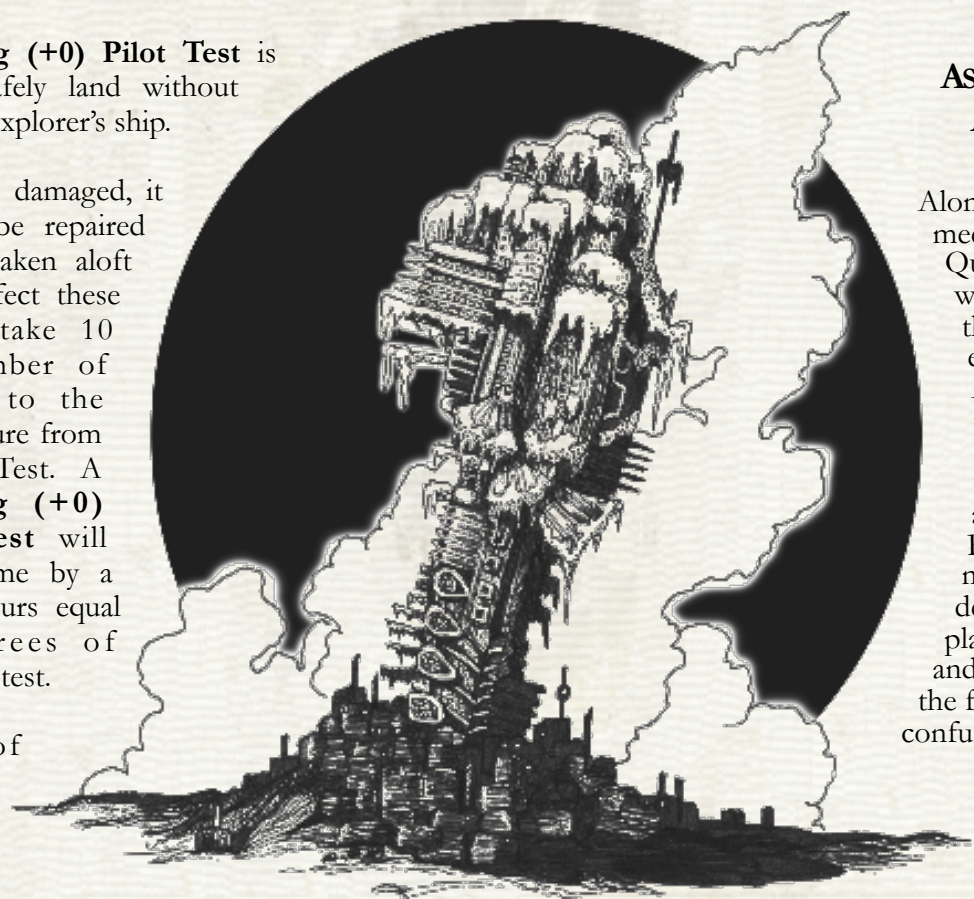 g (+0) Pilot Test is
afely land without
xplorer's ship.
damaged, it
be repaired
aken aloft
fect these
take 10
ber of
to the
ure from
Test. A
g (+0)
est will
me by a
urs equal
rees of
test.
of
As
Alon
mec
Qu
w
th
e
a
n
de
pla
and
the f
confu